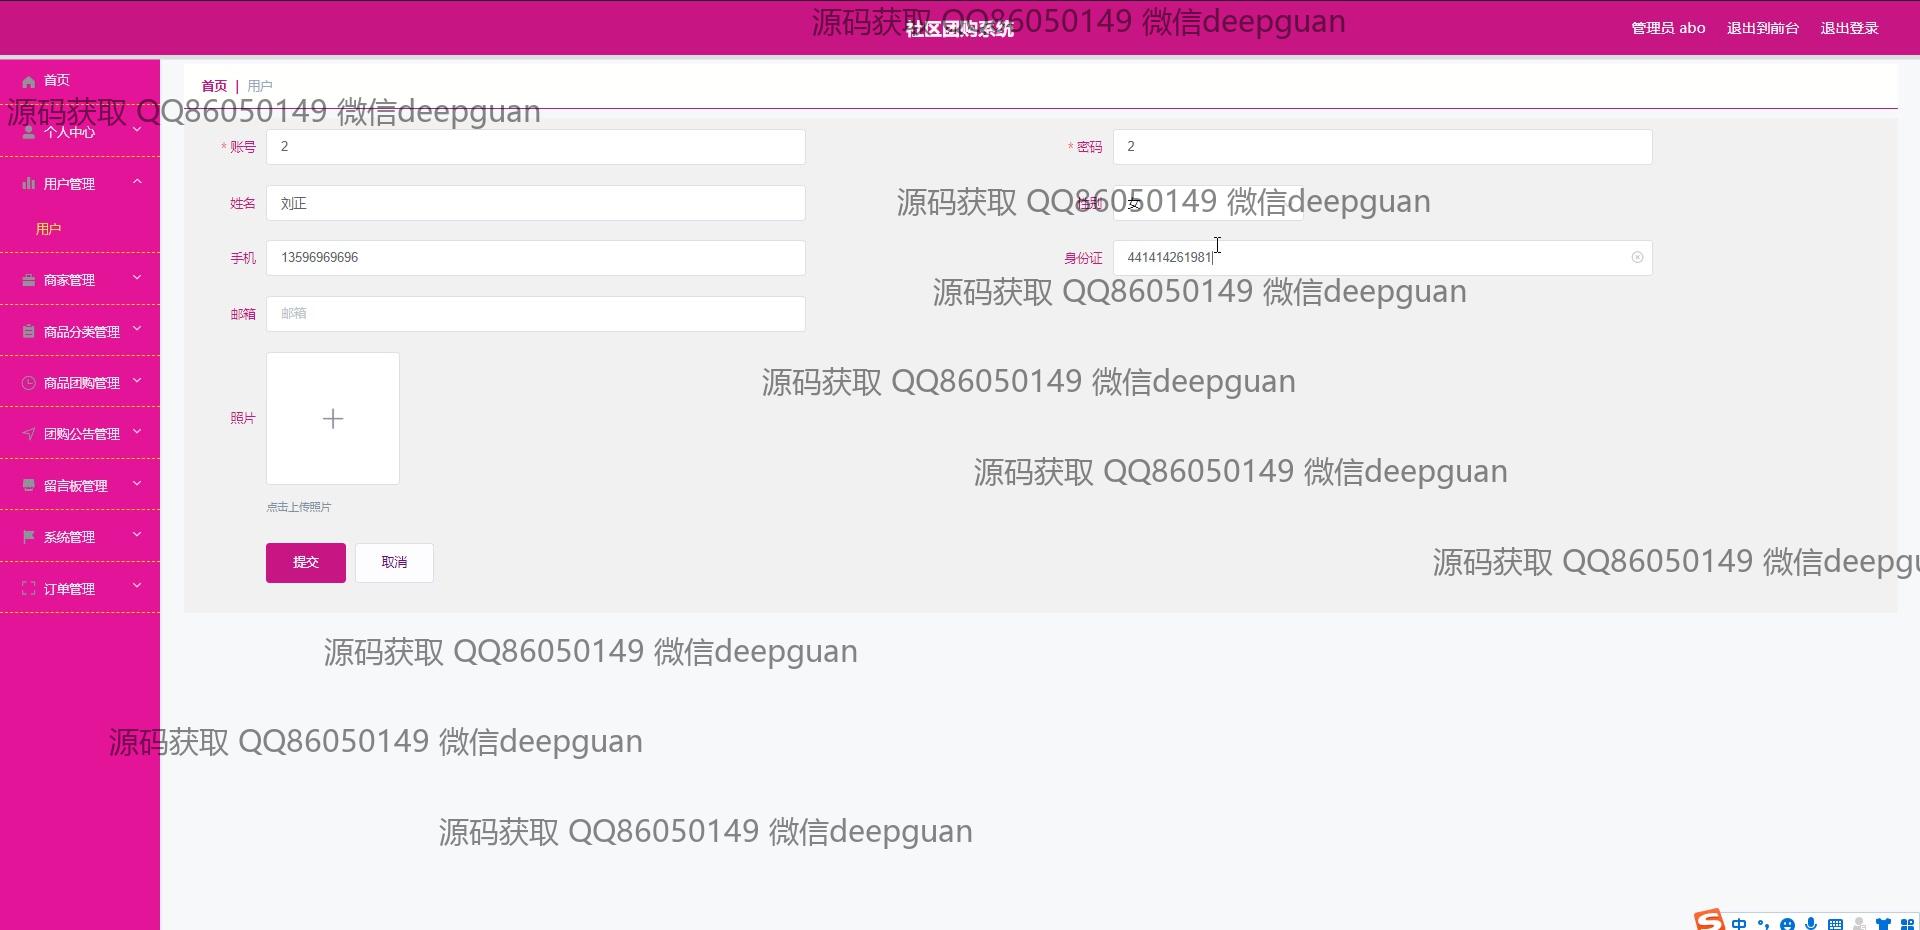 源码获取 QQ86050149 微信deepguan
社区团购系统
管理员 abo
退出到前台
退出登录
首页
首页 | 用户
源码获取 QQ86050149 微信deepguan
个人中心
* 账号
2
* 密码
2
用户管理
姓名
刘正
性别
女
源码获取 QQ86050149 微信deepguan
用户
手机
13596969696
身份证
441414261981
商家管理
源码获取 QQ86050149 微信deepguan
邮箱
邮箱
商品分类管理
商品团购管理
源码获取 QQ86050149 微信deepguan
照片
团购公告管理
源码获取 QQ86050149 微信deepguan
留言板管理
点击上传照片
系统管理
提交
取消
源码获取 QQ86050149 微信deepgu
订单管理
源码获取 QQ86050149 微信deepguan
源码获取 QQ86050149 微信deepguan
源码获取 QQ86050149 微信deepguan
中